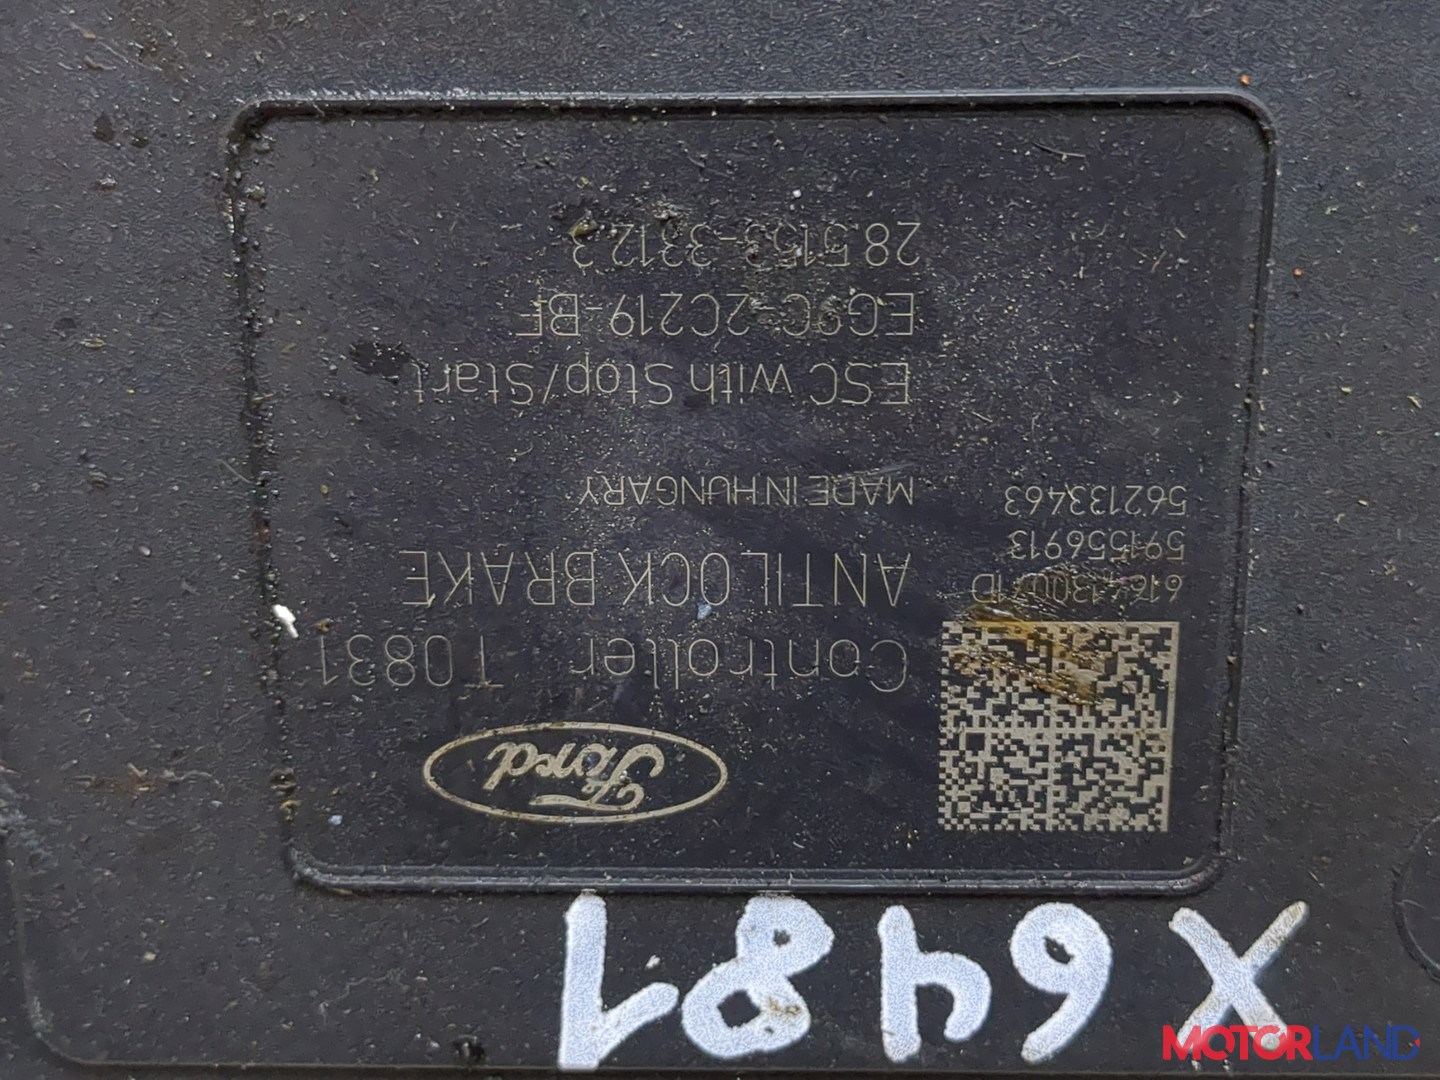 X6481
Ford
Controller T0831
ANTILOCK BRAKE
591556913
562133463
MADE IN HUNGARY
ESC with Stop/Start
EG9C-2C219-BF
28.5153-3312.3
MOTORLAND